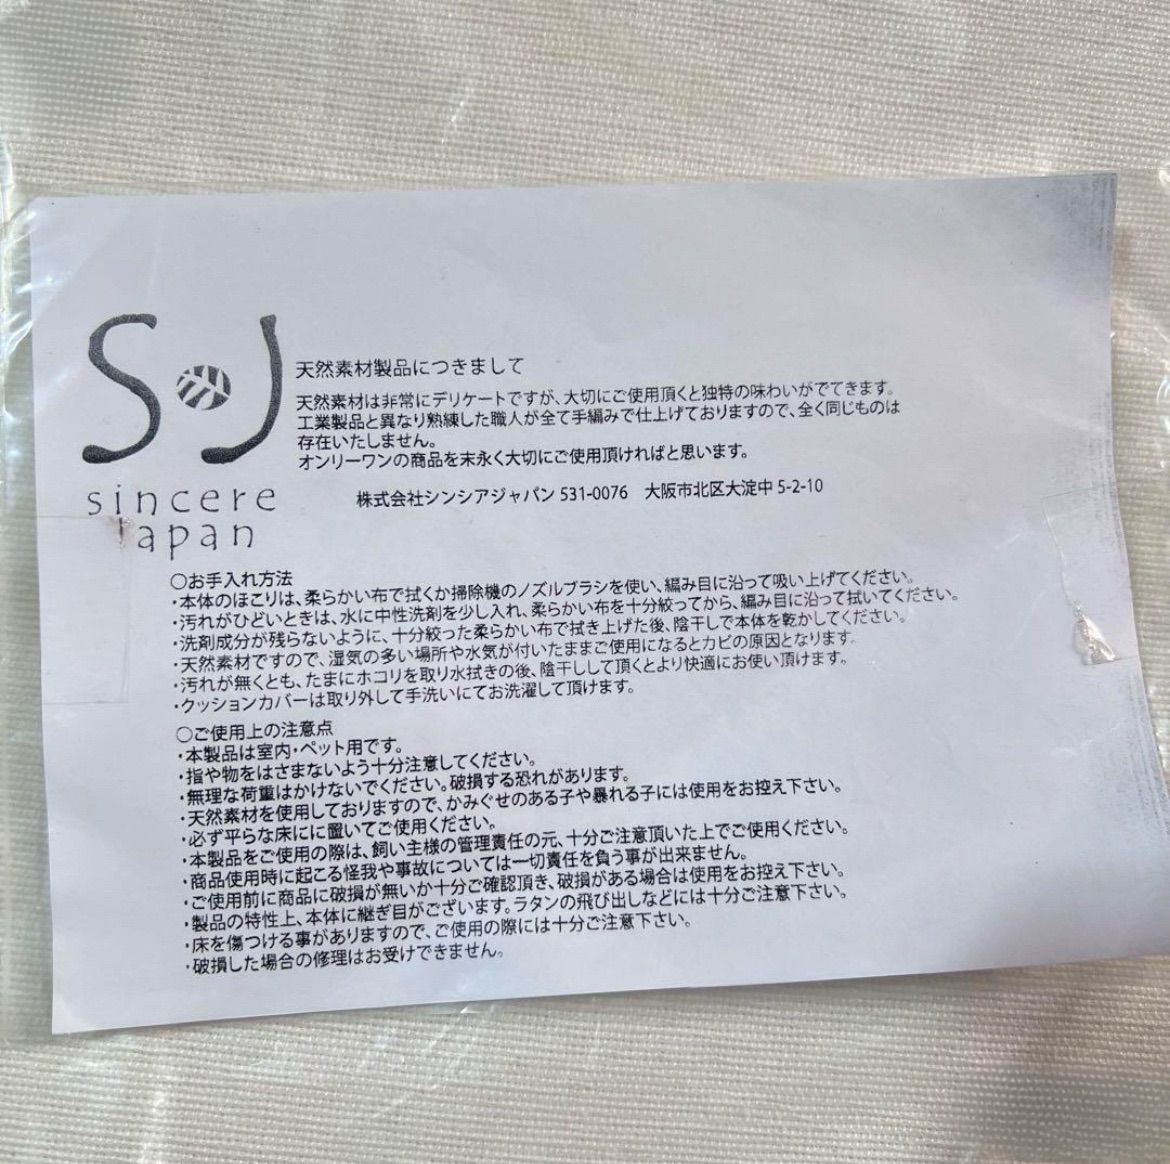 S J
天然素材製品につきまして
天然素材は非常にデリケートですが、大切にご使用頂くと独特の味わいがでてきます。
工業製品と異なり熟練した職人が全て手編みで仕上げておりますので、全く同じものは
存在いたしません。
オンリーワンの商品を末永く大切にご使用頂ければと思います。
sincere
Japan
株式会社シンシアジャパン 531-0076 大阪市北区大淀中 5-2-10
○お手入れ方法
・本体のほこりは、柔らかい布で拭くか掃除機のノズルブラシを使い、編み目に沿って吸い上げてください。
・汚れがひどいときは、水に中性洗剤を少し入れ、柔らかい布を十分絞ってから、編み目に沿って拭いてください。
・洗剤成分が残らないように、十分絞った柔らかい布で拭き上げた後、陰干しで本体を乾かしてください。
・天然素材ですので、湿気の多い場所や水気が付いたままご使用になるとカビの原因となります。
・汚れが無くとも、たまにホコリを取り水拭きの後、陰干しして頂くとより快適にお使い頂けます。
・クッションカバーは取り外して手洗いにてお洗濯して頂けます。
○ご使用上の注意点
・本製品は室内・ペット用です。
・指や物をはさまないよう十分注意してください。
・無理な荷重はかけないでください。破損する恐れがあります。
・天然素材を使用しておりますので、かみぐせのある子や暴れる子には使用をお控え下さい。
・必ず平らな床にに置いてご使用ください。
・本製品をご使用の際は、飼い主様の管理責任の元、十分ご注意頂いた上でご使用ください。
・商品使用時に起こる怪我や事故については一切責任を負う事が出来ません。
・ご使用前に商品に破損が無いか十分ご確認頂き、破損がある場合は使用をお控え下さい。
・製品の特性上、本体に継ぎ目がございます。ラタンの飛び出しなどには十分ご注意下さい。
・床を傷つける事がありますので、ご使用の際には十分ご注意下さい。
・破損した場合の修理はお受けできません。